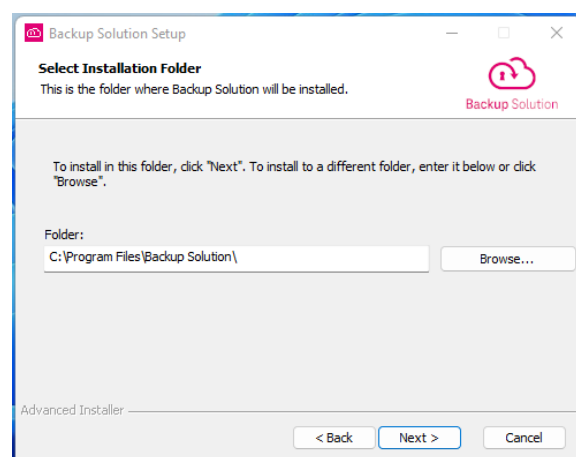 Backup Solution Setup
Select Installation Folder
This is the folder where Backup Solution will be installed.
Backup Solution
To install in this folder, click "Next". To install to a different folder, enter it below or click
"Browse".
Folder:
C:\Program Files\Backup Solution\
Browse...
Advanced Installer
< Back
Next >
Cancel